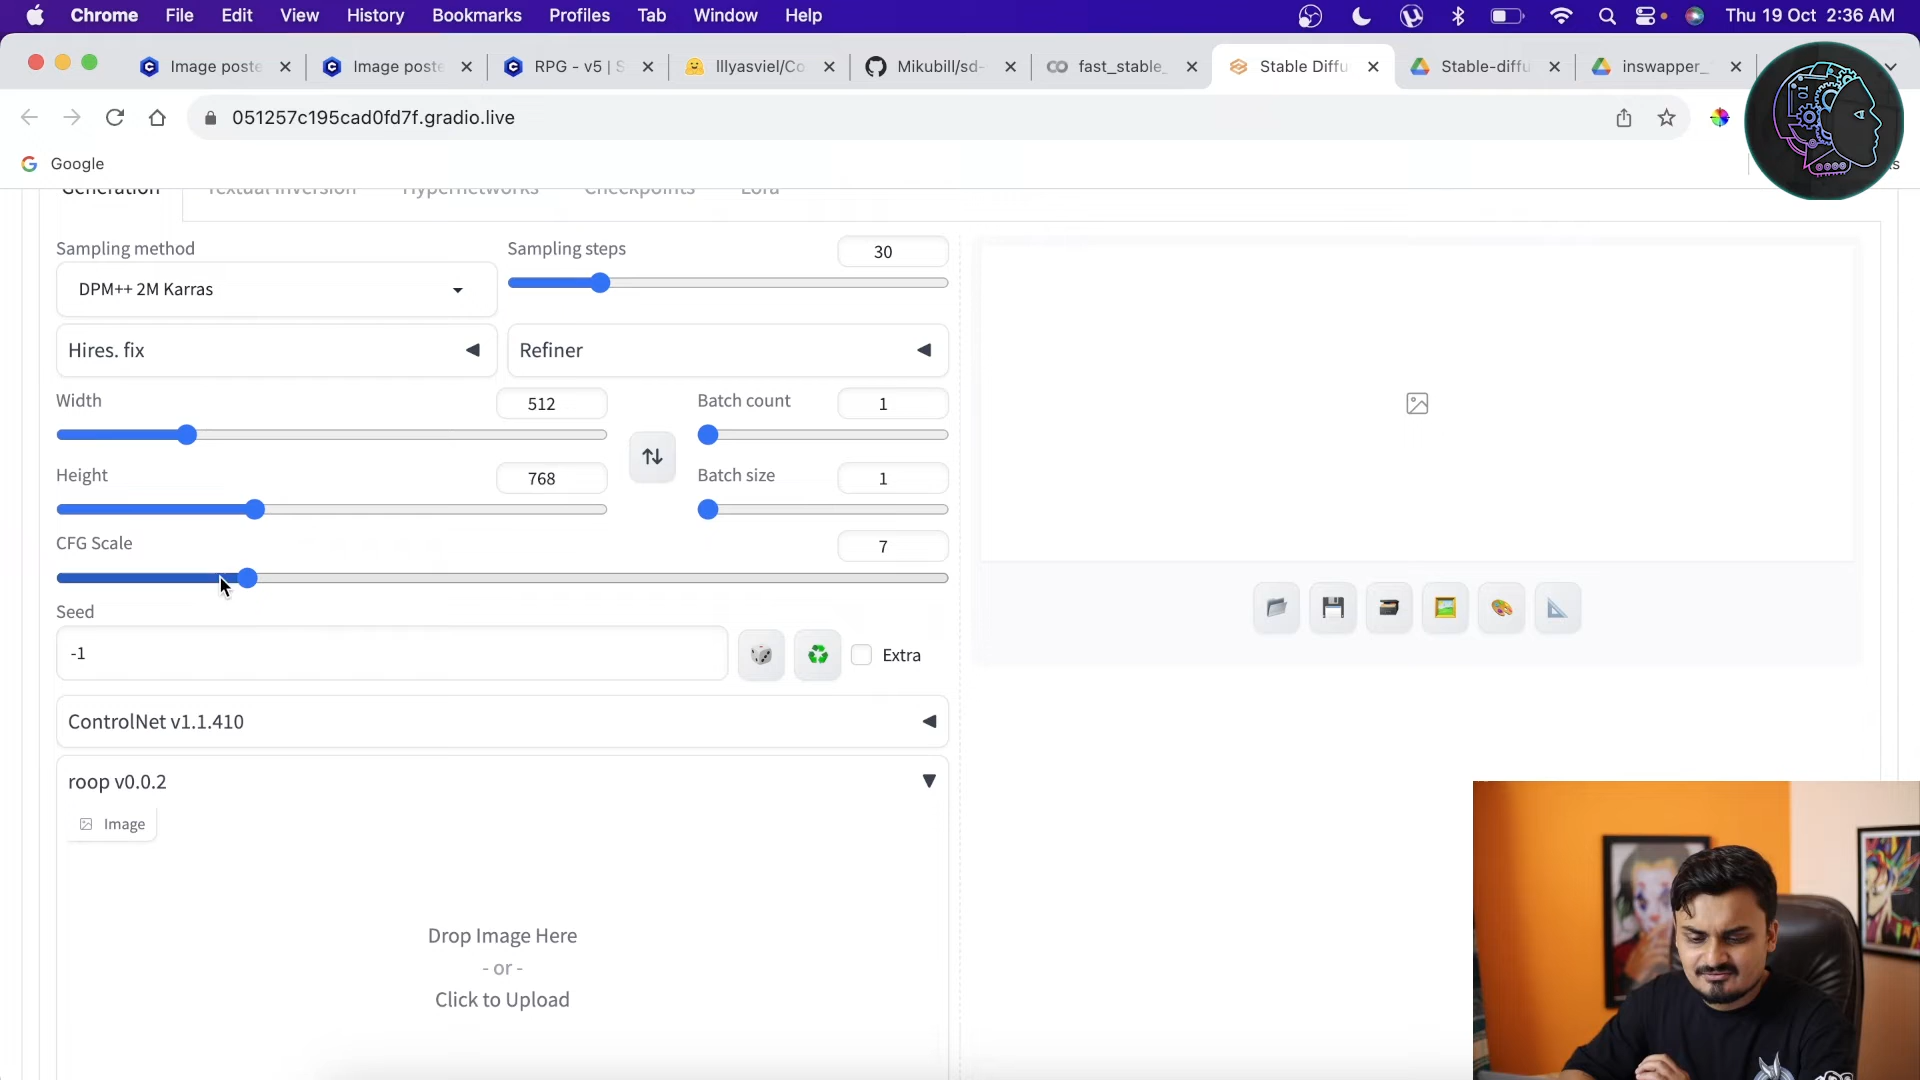 Chrome File Edit View History Bookmarks Profiles Tab Window Help Thu 19 Oct 2:36 AM
Image poste RPG - v5 | S Illyasviel/Co Mikubill/sd- fast_stable_ Stable Diffu Stable-diffu inswapper_
Image poste
051257c195cad0fd7f.gradio.live
Google
Generation Textual Inversion Hypernetworks Checkpoints Lora
Sampling method
Sampling steps
30
DPM++ 2M Karras
Hires. fix
Refiner
Width
512
Batch count
1
Height
768
Batch size
1
CFG Scale
7
Seed
-1
Extra
ControlNet v1.1.410
roop v0.0.2
Image
Drop Image Here
- or -
Click to Upload